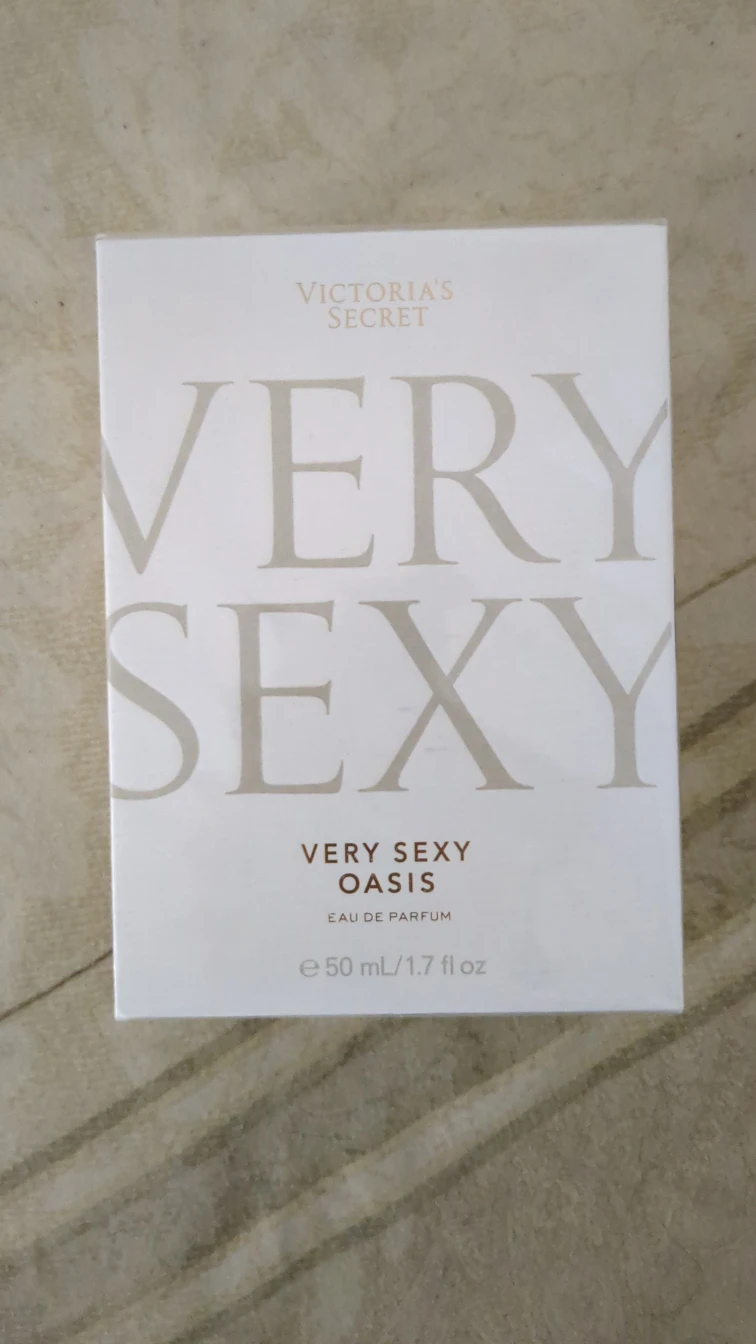 VICTORIA'S
SECRET
VERY
SEXY
VERY SEXY
OASIS
EAU DE PARFUM
℮ 50 mL/1.7 fl oz